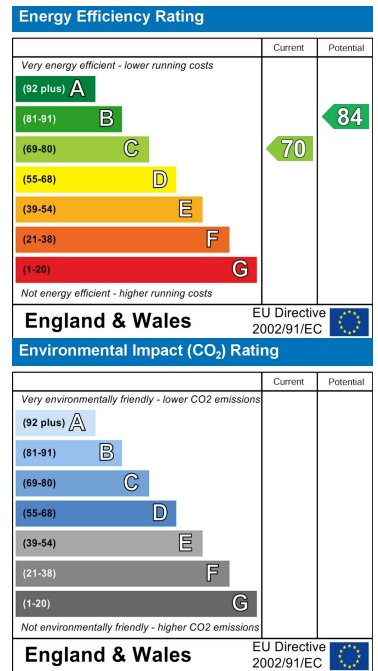 Energy Efficiency Rating
Current Potential
Very energy efficient - lower running costs
(92 plus) A
(81-91) B
84
(69-80) C
70
(55-68) D
(39-54) E
(21-38) F
(1-20) G
Not energy efficient - higher running costs
England & Wales
EU Directive
2002/91/EC
Environmental Impact (CO₂) Rating
Current Potential
Very environmentally friendly - lower CO2 emissions
(92 plus) A
(81-91) B
(69-80) C
(55-68) D
(39-54) E
(21-38) F
(1-20) G
Not environmentally friendly - higher CO2 emissions
England & Wales
EU Directive
2002/91/EC